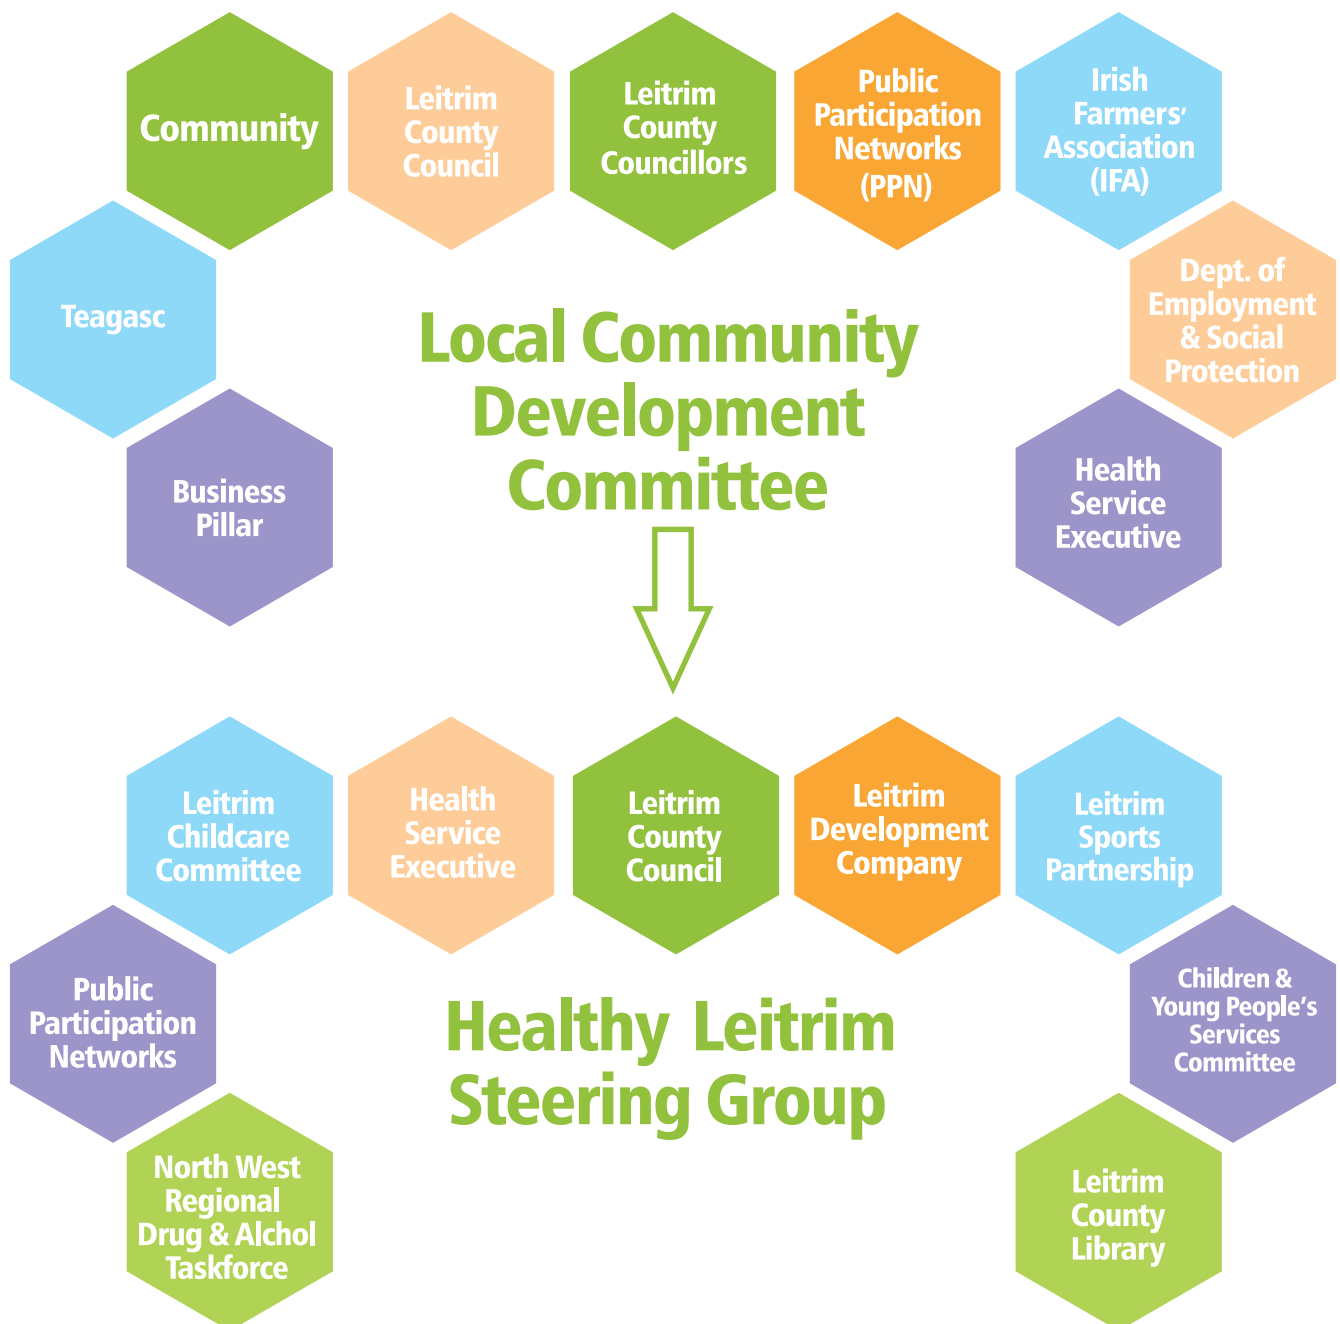 Community
Leitrim
County
Council
Leitrim
County
Councillors
Public
Participation
Networks
(PPN)
Irish
Farmers'
Association
(IFA)
Teagasc
Dept. of
Employment
& Social
Protection
Local Community
Development
Committee
Business
Pillar
Health
Service
Executive
Leitrim
Childcare
Committee
Health
Service
Executive
Leitrim
County
Council
Leitrim
Development
Company
Leitrim
Sports
Partnership
Public
Participation
Networks
Children &
Young People's
Services
Committee
Healthy Leitrim
Steering Group
North West
Regional
Drug & Alchol
Taskforce
Leitrim
County
Library